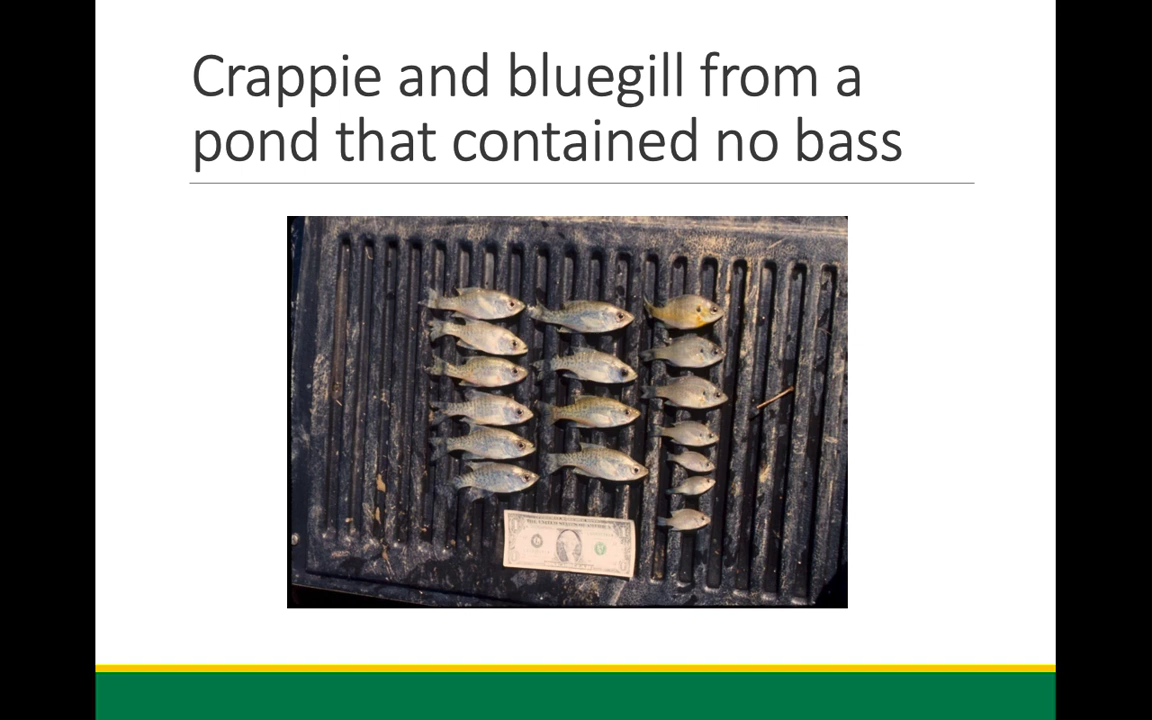 Crappie and bluegill from a
pond that contained no bass